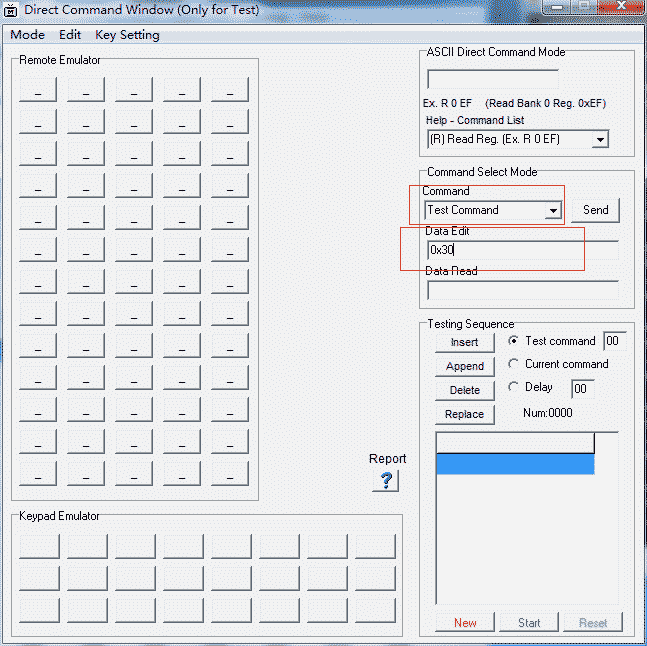 Direct Command Window (Only for Test)
Mode Edit Key Setting
Remote Emulator
_ _ _ _ _
_ _ _ _ _
_ _ _ _ _
_ _ _ _ _
_ _ _ _ _
_ _ _ _ _
_ _ _ _ _
_ _ _ _ _
_ _ _ _ _
_ _ _ _ _
_ _ _ _ _
_ _ _ _ _
_ _ _ _ _
Report
?
Keypad Emulator
ASCII Direct Command Mode
Ex. R 0 EF (Read Bank 0 Reg. 0xEF)
Help - Command List
(R) Read Reg. (Ex. R 0 EF)
Command Select Mode
Command
Test Command Send
Data Edit
0x30
Data Read
Testing Sequence
Insert Test command 00
Append Current command
Delete Delay 00
Replace Num:0000
New Start Reset